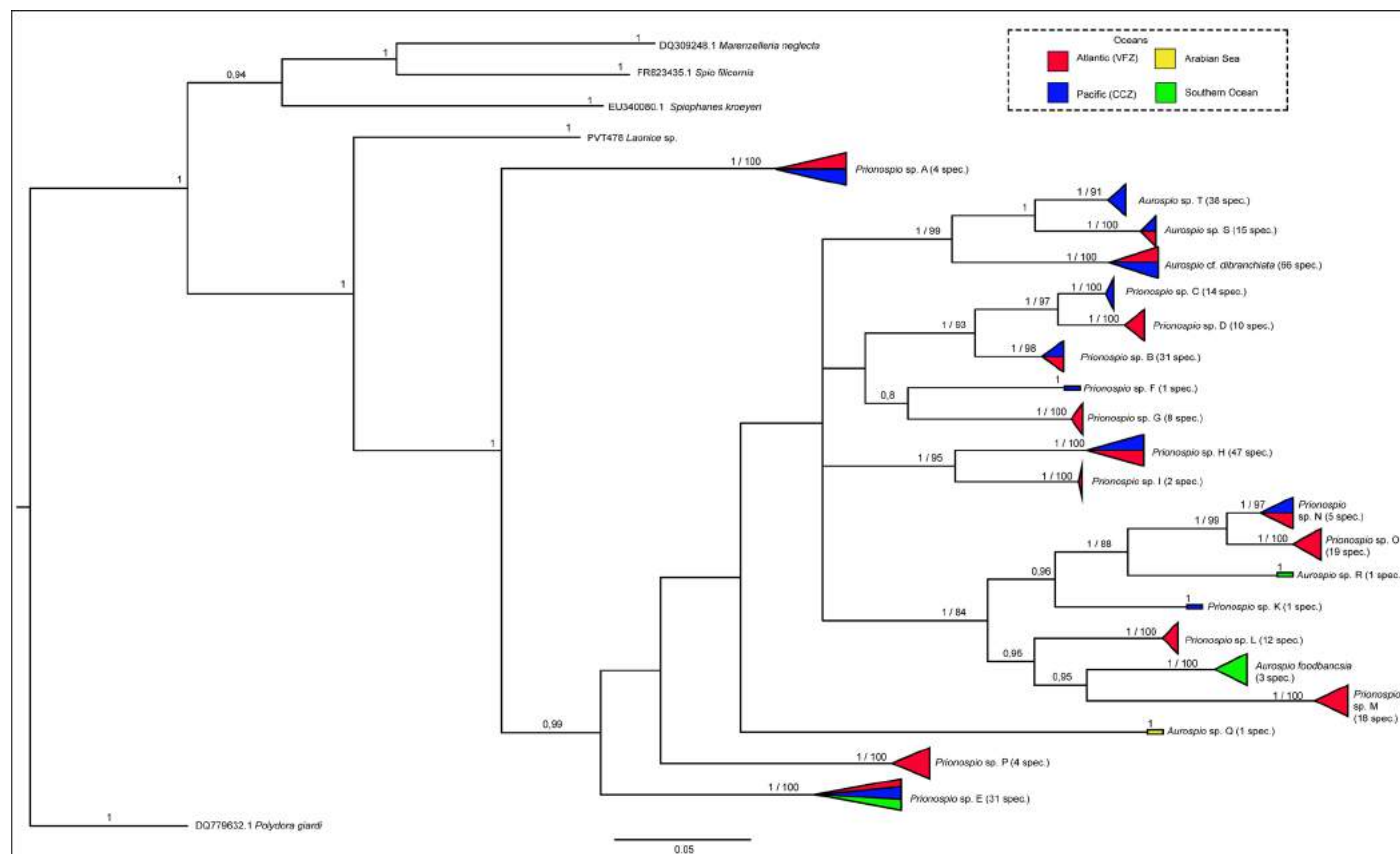 Oceans
Atlantic (VFZ)
Arabian Sea
Pacific (CCZ)
Southern Ocean
1
DQ309248.1 Marenzelleria neglecta
1
0,94
1
FR823435.1 Spio filicornis
1
EU340080.1 Spiophanes kroeyeri
1
PVT478 Laonice sp.
1 / 100
Prionospio sp. A (4 spec.)
1
1 / 91
Aurospio sp. T (38 spec.)
1
1 / 100
Aurospio sp. S (15 spec.)
1 / 99
1 / 100
Aurospio cf. dibranchiata (66 spec.)
1
1 / 100
Prionospio sp. C (14 spec.)
1 / 97
1 / 100
Prionospio sp. D (10 spec.)
1 / 93
1 / 98
Prionospio sp. B (31 spec.)
1
Prionospio sp. F (1 spec.)
0,8
1 / 100
Prionospio sp. G (8 spec.)
1
1 / 100
Prionospio sp. H (47 spec.)
1 / 95
1 / 100
Prionospio sp. I (2 spec.)
1 / 97
Prionospio
sp. N (5 spec.)
1 / 99
1 / 100
Prionospio sp. O
(19 spec.)
1 / 88
1
Aurospio sp. R (1 spec.
0,96
1
Prionospio sp. K (1 spec.)
1 / 84
1 / 100
Prionospio sp. L (12 spec.)
0,95
1 / 100
Aurospio foodbancsia
(3 spec.)
0,95
1 / 100
Prionospio
sp. M
(18 spec.)
1
Aurospio sp. Q (1 spec.)
0,99
1 / 100
Prionospio sp. P (4 spec.)
1 / 100
Prionospio sp. E (31 spec.)
1
DQ779632.1 Polydora giardi
0.05